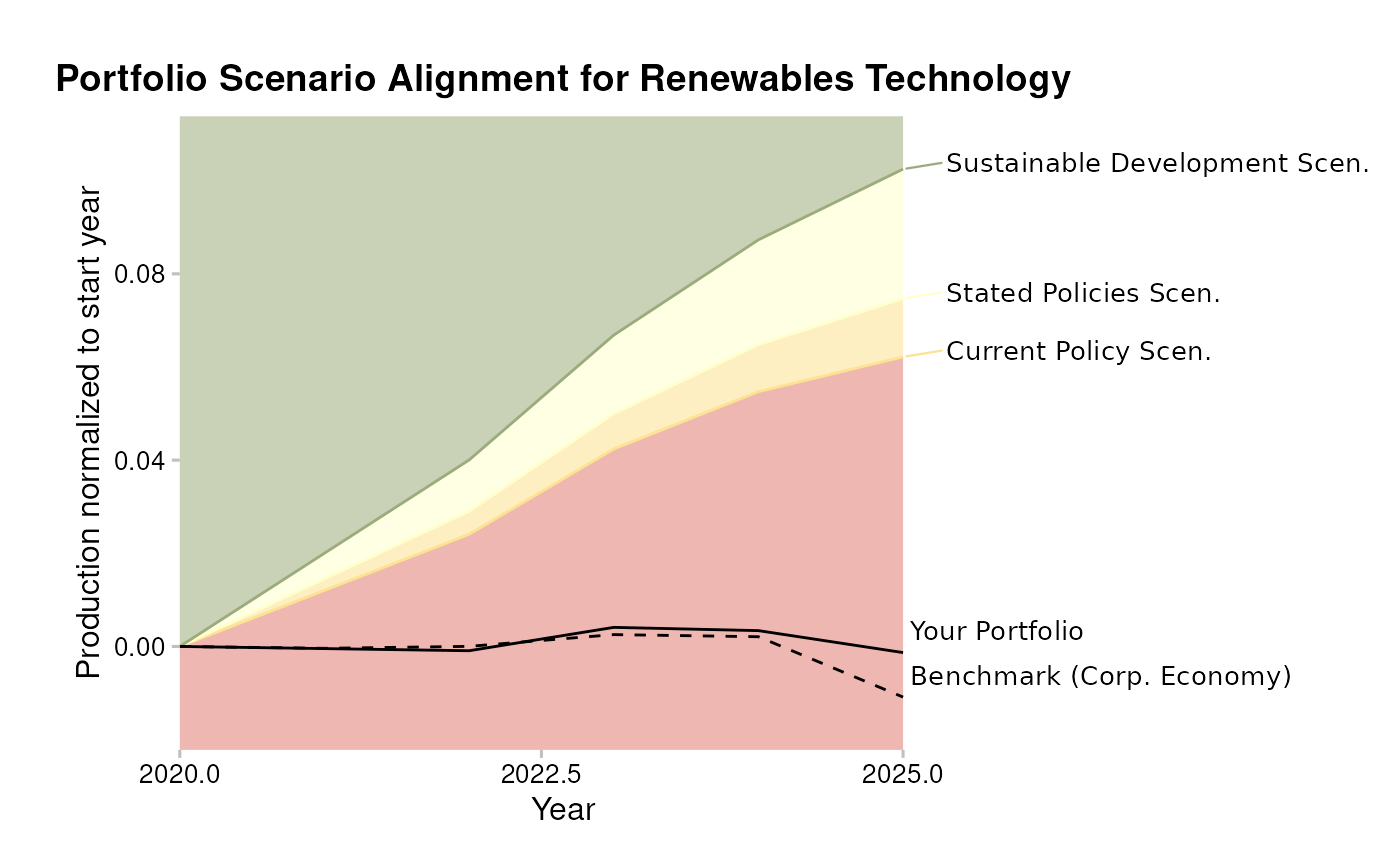 Portfolio Scenario Alignment for Renewables Technology
Production normalized to start year
0.08
0.04
0.00
2020.0
2022.5
2025.0
Year
Sustainable Development Scen.
Stated Policies Scen.
Current Policy Scen.
Your Portfolio
Benchmark (Corp. Economy)